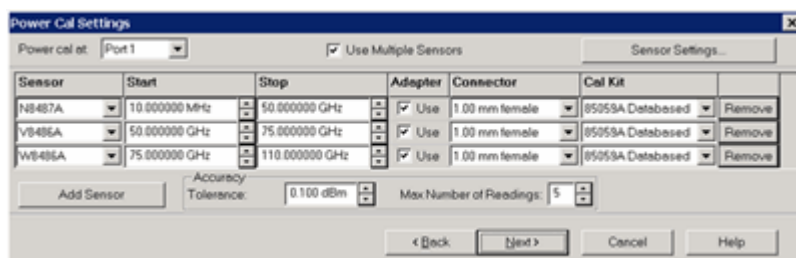 Power Cal Settings
Power cal at: Port 1 Use Multiple Sensors Sensor Settings...
Sensor Start Stop Adapter Connector Cal Kit
N8487A 10.000000 MHz 50.000000 GHz Use 1.00 mm female 85059A Databased Remove
V8486A 50.000000 GHz 75.000000 GHz Use 1.00 mm female 85059A Databased Remove
W8486A 75.000000 GHz 110.000000 GHz Use 1.00 mm female 85059A Databased Remove
Add Sensor Accuracy
Tolerance: 0.100 dBm Max Number of Readings: 5
< Back Next > Cancel Help